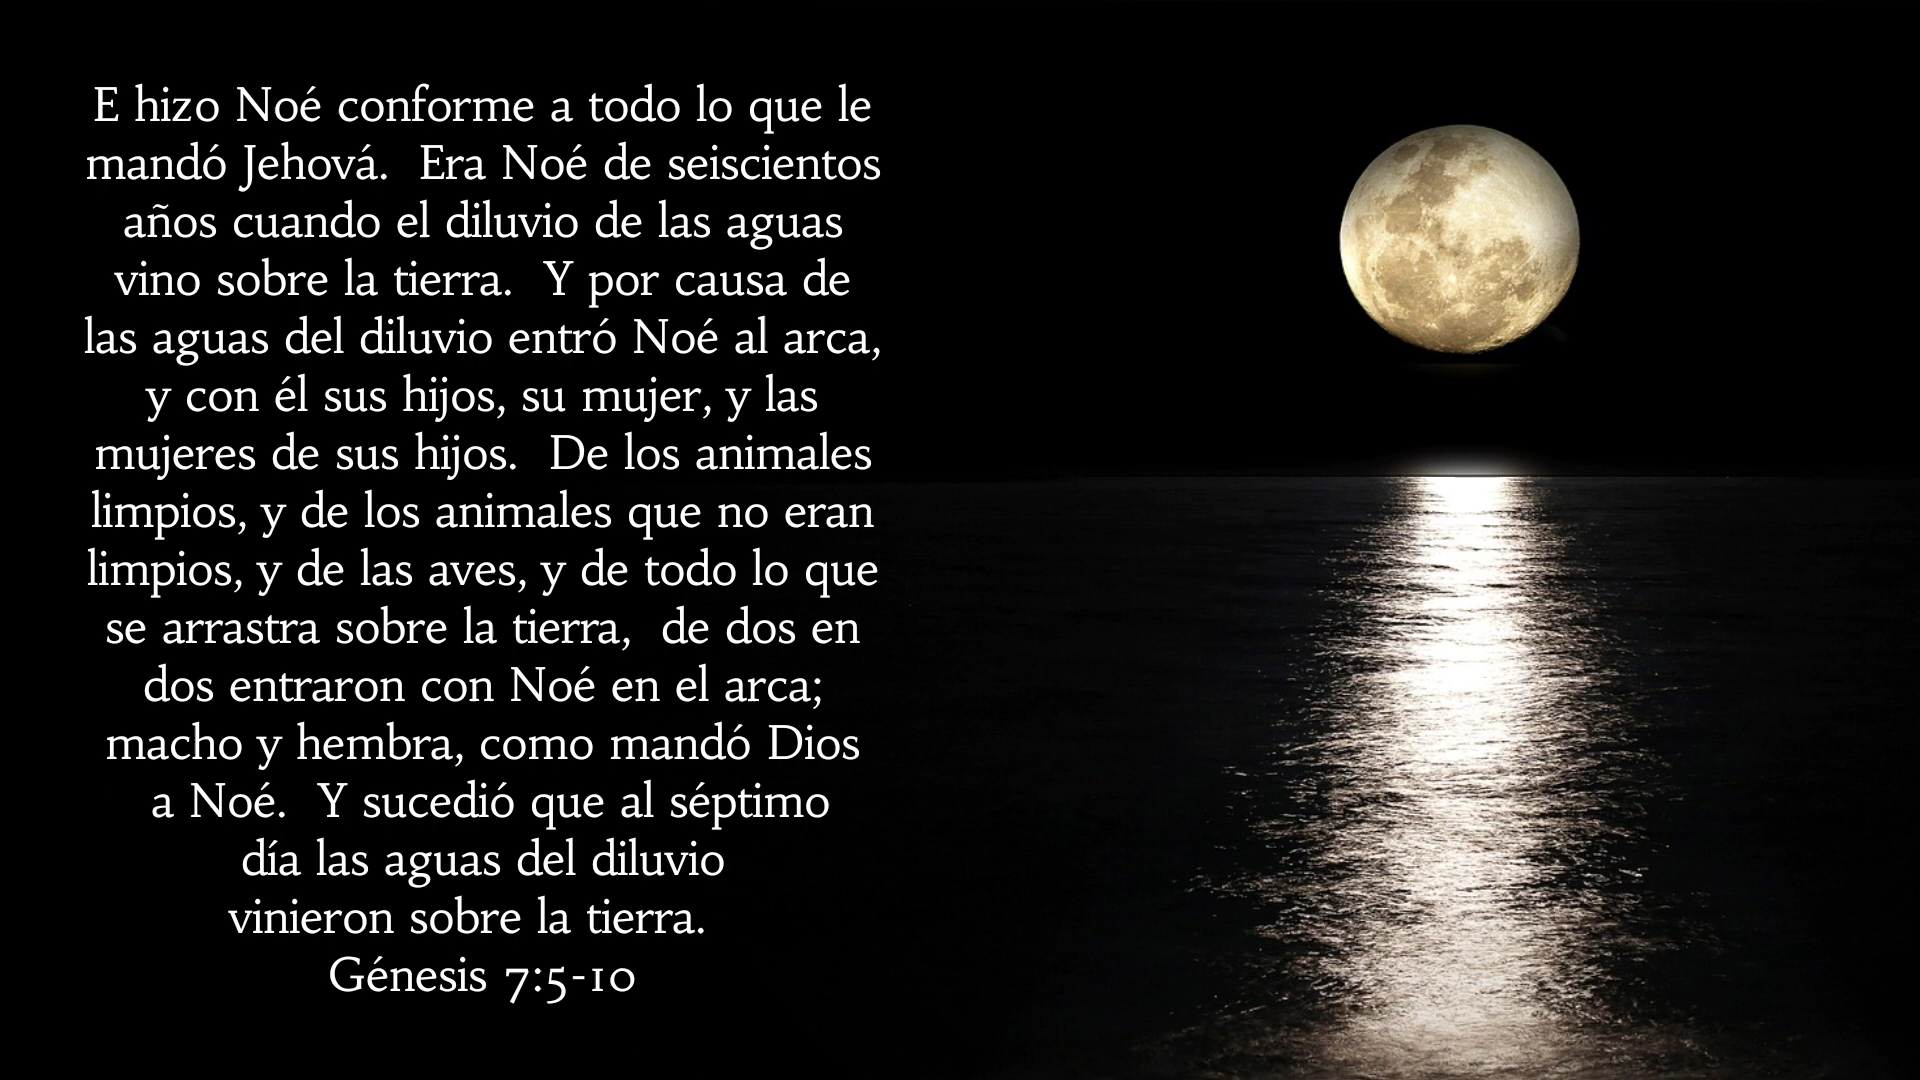 E hizo Noé conforme a todo lo que le
mandó Jehová.  Era Noé de seiscientos
años cuando el diluvio de las aguas
vino sobre la tierra.  Y por causa de
las aguas del diluvio entró Noé al arca,
y con él sus hijos, su mujer, y las
mujeres de sus hijos.  De los animales
limpios, y de los animales que no eran
limpios, y de las aves, y de todo lo que
se arrastra sobre la tierra,  de dos en
dos entraron con Noé en el arca;
macho y hembra, como mandó Dios
a Noé.  Y sucedió que al séptimo
día las aguas del diluvio
vinieron sobre la tierra.
Génesis 7:5-10